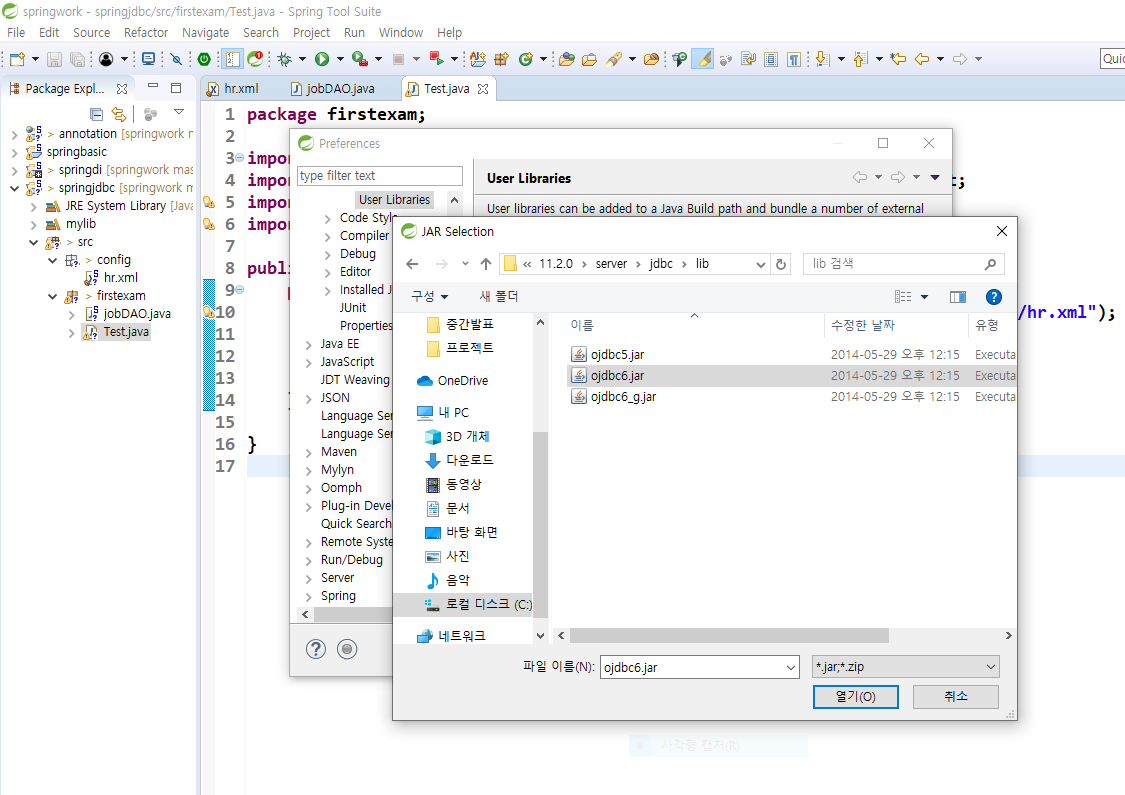 springwork - springjdbc/src/firstexam/Test.java - Spring Tool Suite
File Edit Source Refactor Navigate Search Project Run Window Help
Quic
Package Expl...
hr.xml jobDAO.java Test.java
> annotation [springwork m
springbasic
> springdi [springwork mas
> springjdbc [springwork m
JRE System Library [Java
mylib
> src
> config
hr.xml
> firstexam
jobDAO.java
Test.java
1 package firstexam;
2
3 impor
4 impor t;
5 impor
6 impor
7
8 publi
9
10 /hr.xml");
11
12
13
14
15
16 }
17
Preferences
type filter text
User Libraries
Code Style
Compiler
Debug
Editor
Installed J
JUnit
Properties
Java EE
JavaScript
JDT Weaving
JSON
Language Ser
Language Ser
Maven
Mylyn
Oomph
Plug-in Devel
Quick Search
Remote Syste
Run/Debug
Server
Spring
User Libraries
User libraries can be added to a Java Build path and bundle a number of external
JAR Selection
« 11.2.0 › server › jdbc › lib
lib 검색
구성 새 폴더
중간발표
프로젝트
OneDrive
내 PC
3D 개체
다운로드
동영상
문서
바탕 화면
사진
음악
로컬 디스크 (C:)
네트워크
이름 수정한 날짜 유형
ojdbc5.jar 2014-05-29 오후 12:15 Executa
ojdbc6.jar 2014-05-29 오후 12:15 Executa
ojdbc6_g.jar 2014-05-29 오후 12:15 Executa
파일 이름(N): ojdbc6.jar *.jar;*.zip
열기(O) 취소
사각형 캡처(R)